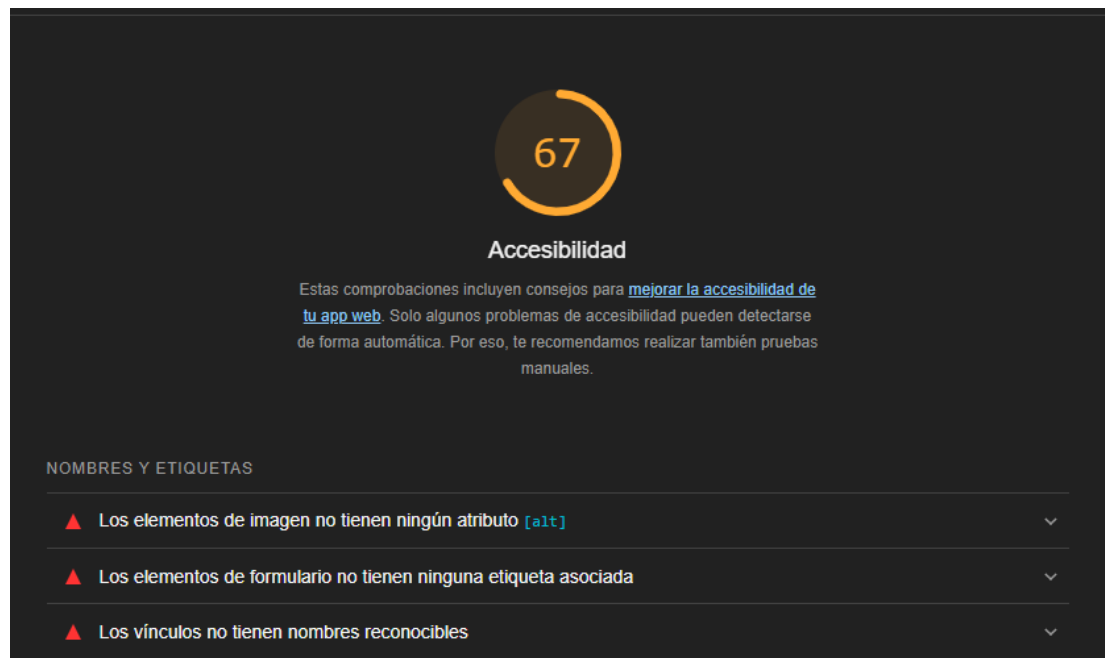 67
Accesibilidad
Estas comprobaciones incluyen consejos para mejorar la accesibilidad de
tu app web. Solo algunos problemas de accesibilidad pueden detectarse
de forma automática. Por eso, te recomendamos realizar también pruebas
manuales.
NOMBRES Y ETIQUETAS
Los elementos de imagen no tienen ningún atributo [alt]
Los elementos de formulario no tienen ninguna etiqueta asociada
Los vínculos no tienen nombres reconocibles